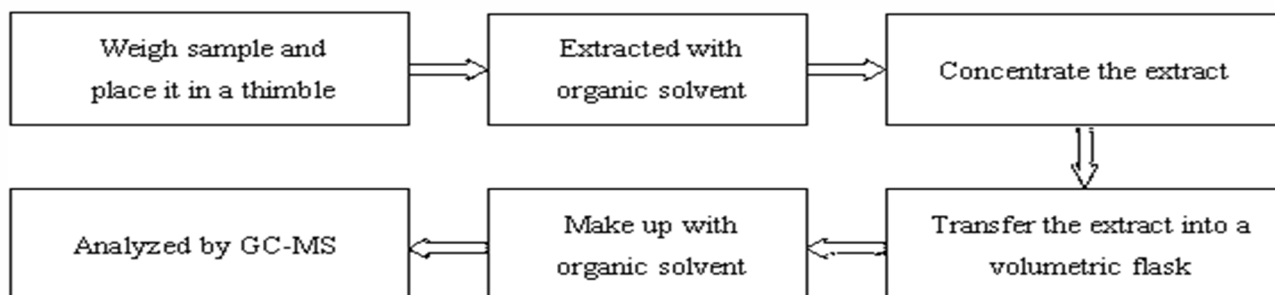 Weigh sample and
place it in a thimble
Extracted with
organic solvent
Concentrate the extract
Transfer the extract into a
volumetric flask
Make up with
organic solvent
Analyzed by GC-MS